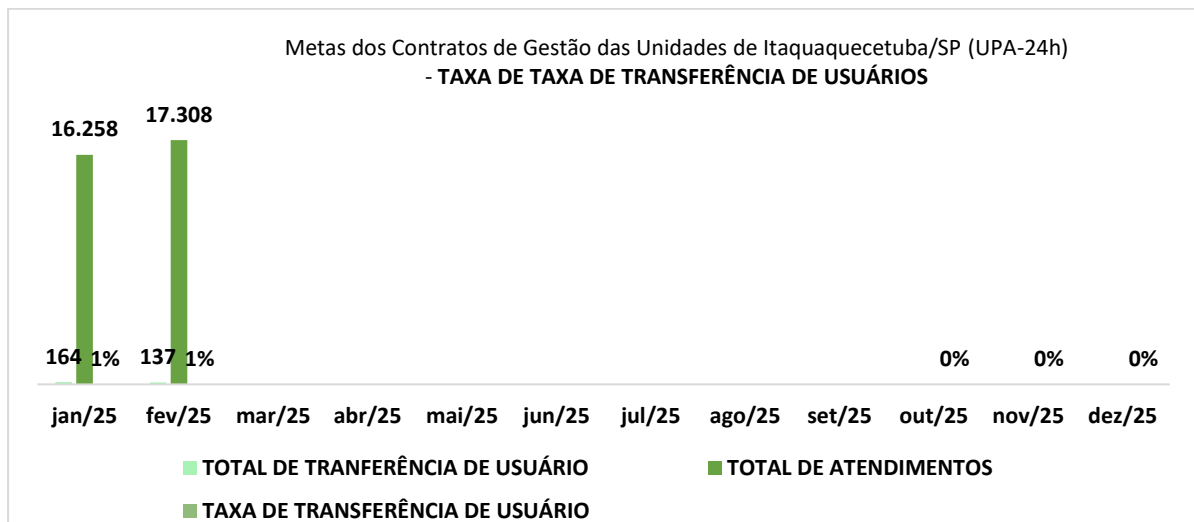 Metas dos Contratos de Gestão das Unidades de Itaquaquecetuba/SP (UPA-24h)
- TAXA DE TAXA DE TRANSFERÊNCIA DE USUÁRIOS
16.258
17.308
164 1% 137 1% 0% 0% 0%
jan/25 fev/25 mar/25 abr/25 mai/25 jun/25 jul/25 ago/25 set/25 out/25 nov/25 dez/25
TOTAL DE TRANFERÊNCIA DE USUÁRIO TOTAL DE ATENDIMENTOS
TAXA DE TRANSFERÊNCIA DE USUÁRIO